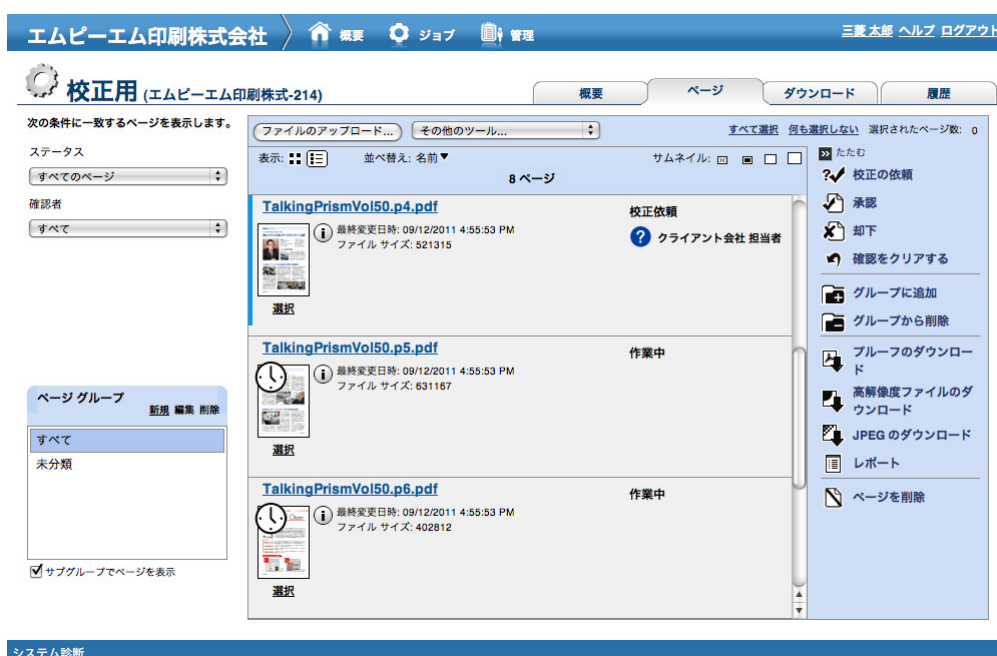 エムピーエム印刷株式会社 概要 ジョブ 管理 三菱 太郎 ヘルプ ログアウト
校正用 (エムピーエム印刷株式-214) 概要 ページ ダウンロード 履歴
次の条件に一致するページを表示します。
ステータス
すべてのページ
確認者
すべて
ページ グループ
新規 編集 削除
すべて
未分類
サブグループでページを表示
ファイルのアップロード... その他のツール... すべて選択 何も選択しない 選択されたページ数: 0
表示: 並べ替え: 名前▼ サムネイル:
8 ページ
TalkingPrismVol50.p4.pdf
最終変更日時: 09/12/2011 4:55:53 PM
ファイル サイズ: 521315
選択
校正依頼
クライアント会社 担当者
TalkingPrismVol50.p5.pdf
最終変更日時: 09/12/2011 4:55:53 PM
ファイル サイズ: 631167
選択
作業中
TalkingPrismVol50.p6.pdf
最終変更日時: 09/12/2011 4:55:53 PM
ファイル サイズ: 402812
選択
作業中
たたむ
校正の依頼
承認
却下
確認をクリアする
グループに追加
グループから削除
プルーフのダウンロー
ド
高解像度ファイルのダ
ウンロード
JPEG のダウンロード
レポート
ページを削除
システム診断